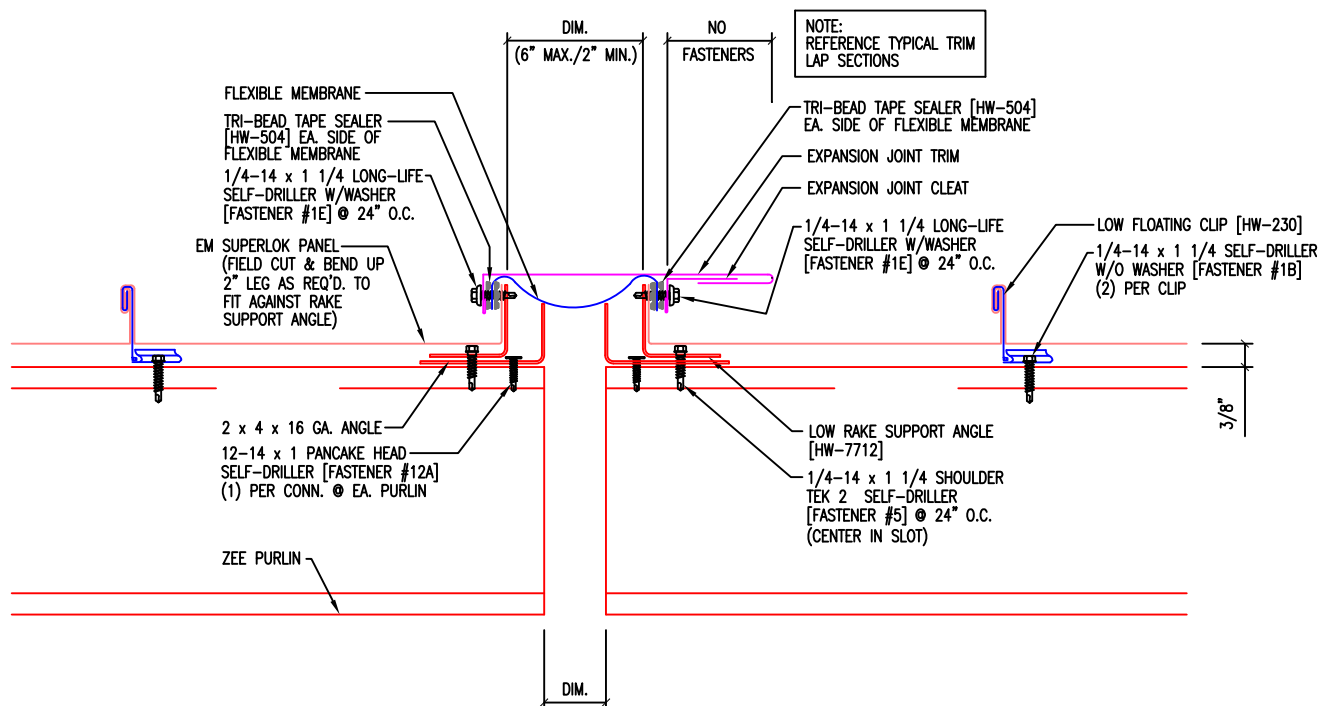 DIM.
(6" MAX./2" MIN.)
NO
FASTENERS
NOTE:
REFERENCE TYPICAL TRIM
LAP SECTIONS
FLEXIBLE MEMBRANE
TRI-BEAD TAPE SEALER
[HW-504] EA. SIDE OF
FLEXIBLE MEMBRANE
1/4-14 x 1 1/4 LONG-LIFE
SELF-DRILLER W/WASHER
[FASTENER #1E] @ 24" O.C.
EM SUPERLOK PANEL
(FIELD CUT & BEND UP
2" LEG AS REQ'D. TO
FIT AGAINST RAKE
SUPPORT ANGLE)
TRI-BEAD TAPE SEALER [HW-504]
EA. SIDE OF FLEXIBLE MEMBRANE
EXPANSION JOINT TRIM
EXPANSION JOINT CLEAT
1/4-14 x 1 1/4 LONG-LIFE
SELF-DRILLER W/WASHER
[FASTENER #1E] @ 24" O.C.
LOW FLOATING CLIP [HW-230]
1/4-14 x 1 1/4 SELF-DRILLER
W/O WASHER [FASTENER #1B]
(2) PER CLIP
3/8"
2 x 4 x 16 GA. ANGLE
12-14 x 1 PANCAKE HEAD
SELF-DRILLER [FASTENER #12A]
(1) PER CONN. @ EA. PURLIN
LOW RAKE SUPPORT ANGLE
[HW-7712]
1/4-14 x 1 1/4 SHOULDER
TEK 2 SELF-DRILLER
[FASTENER #5] @ 24" O.C.
(CENTER IN SLOT)
ZEE PURLIN
DIM.